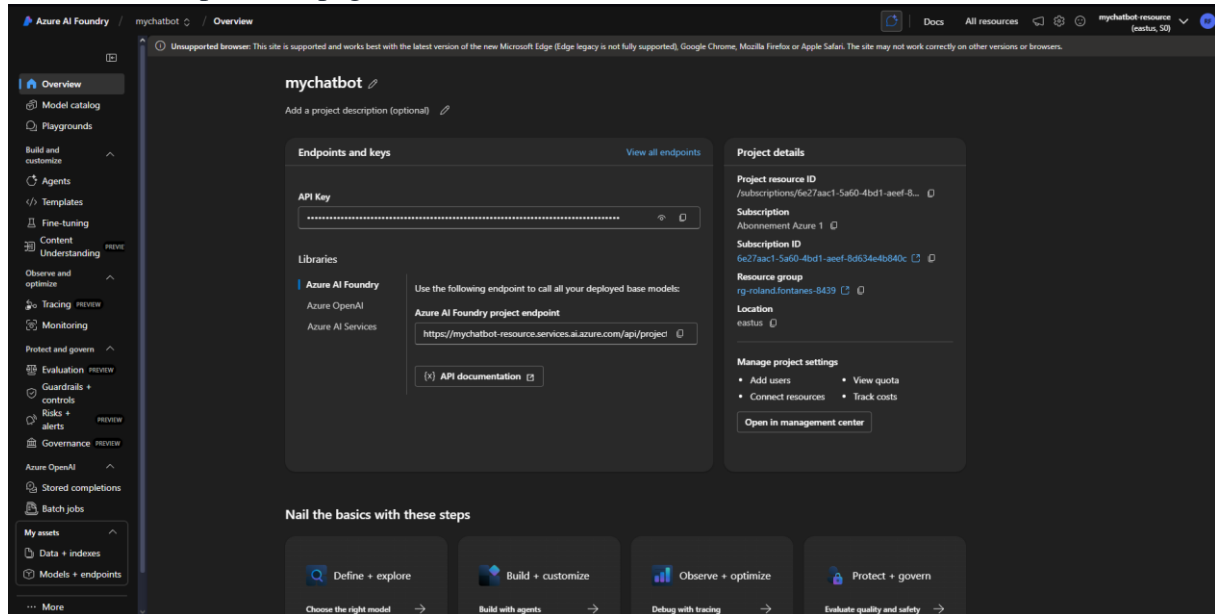 Azure AI Foundry / mychatbot / Overview
Docs All resources mychatbot-resource
(eastus, S0)
Unsupported browser: This site is supported and works best with the latest version of the new Microsoft Edge (Edge legacy is not fully supported), Google Chrome, Mozilla Firefox or Apple Safari. The site may not work correctly on other versions or browsers.
Overview
Model catalog
Playgrounds
Build and
customize
Agents
Templates
Fine-tuning
Content
Understanding PREVIE
Observe and
optimize
Tracing PREVIEW
Monitoring
Protect and govern
Evaluation PREVIEW
Guardrails +
controls
Risks +
alerts PREVIEW
Governance PREVIEW
Azure OpenAI
Stored completions
Batch jobs
My assets
Data + indexes
Models + endpoints
··· More
mychatbot
Add a project description (optional)
Endpoints and keys View all endpoints
API Key
Libraries
Azure AI Foundry
Azure OpenAI
Azure AI Services
Use the following endpoint to call all your deployed base models:
Azure AI Foundry project endpoint
https://mychatbot-resource.services.ai.azure.com/api/project
{x} API documentation
Project details
Project resource ID
/subscriptions/6e27aac1-5a60-4bd1-aeef-8...
Subscription
Abonnement Azure 1
Subscription ID
6e27aac1-5a60-4bd1-aeef-8d634e4b840c
Resource group
rg-roland.fontanes-8439
Location
eastus
Manage project settings
• Add users • View quota
• Connect resources • Track costs
Open in management center
Nail the basics with these steps
Define + explore
Choose the right model →
Build + customize
Build with agents →
Observe + optimize
Debug with tracing →
Protect + govern
Evaluate quality and safety →